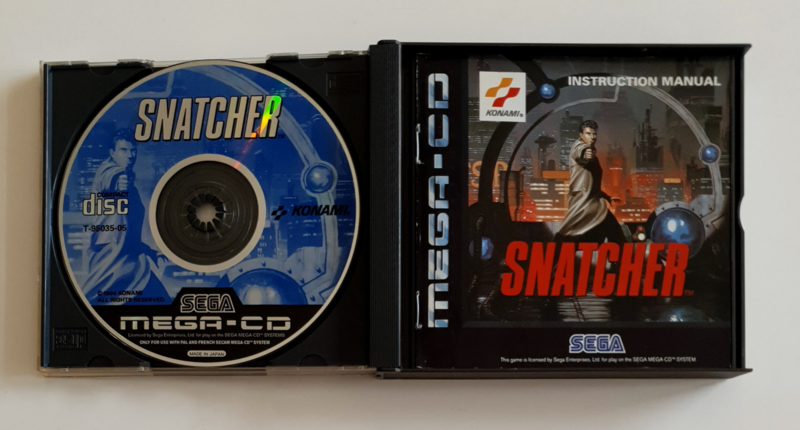 SNATCHER
COMPACT
disc
T-95035-05
KONAMI
© 1994 KONAMI
ALL RIGHTS RESERVED.
SEGA
MEGA-CD
Licensed by Sega Enterprises, Ltd. for play on the SEGA MEGA-CD™ SYSTEMS
ONLY FOR USE WITH PAL AND FRENCH SECAM MEGA-CD™ SYSTEM
MADE IN JAPAN
MEGA-CD
KONAMI®
INSTRUCTION MANUAL
SNATCHER™
SEGA
This game is licensed by Sega Enterprises, Ltd. for play on the SEGA MEGA-CD™ SYSTEM